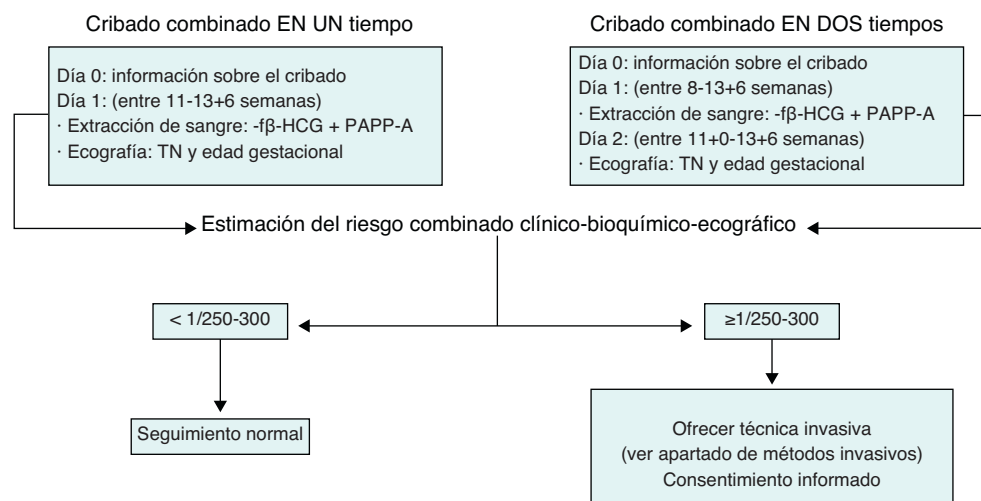 Cribado combinado EN UN tiempo
Día 0: información sobre el cribado
Día 1: (entre 11-13+6 semanas)
· Extracción de sangre: -fβ-HCG + PAPP-A
· Ecografía: TN y edad gestacional
Cribado combinado EN DOS tiempos
Día 0: información sobre el cribado
Día 1: (entre 8-13+6 semanas)
· Extracción de sangre: -fβ-HCG + PAPP-A
Día 2: (entre 11+0-13+6 semanas)
· Ecografía: TN y edad gestacional
Estimación del riesgo combinado clínico-bioquímico-ecográfico
< 1/250-300
≥1/250-300
Seguimiento normal
Ofrecer técnica invasiva
(ver apartado de métodos invasivos)
Consentimiento informado